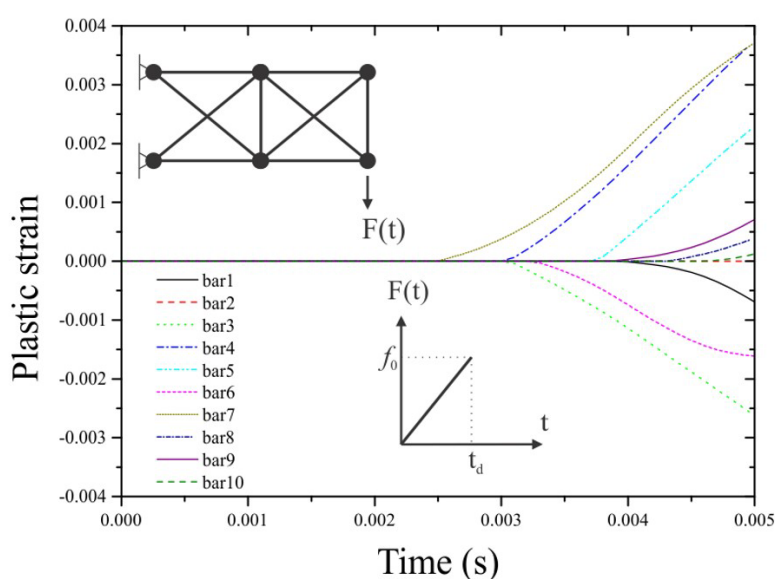 Plastic strain
0.004
0.003
0.002
0.001
0.000
-0.001
-0.002
-0.003
-0.004
F(t)
bar1
bar2
bar3
bar4
bar5
bar6
bar7
bar8
bar9
bar10
F(t)
f₀
t
t_d
0.000 0.001 0.002 0.003 0.004 0.005
Time (s)